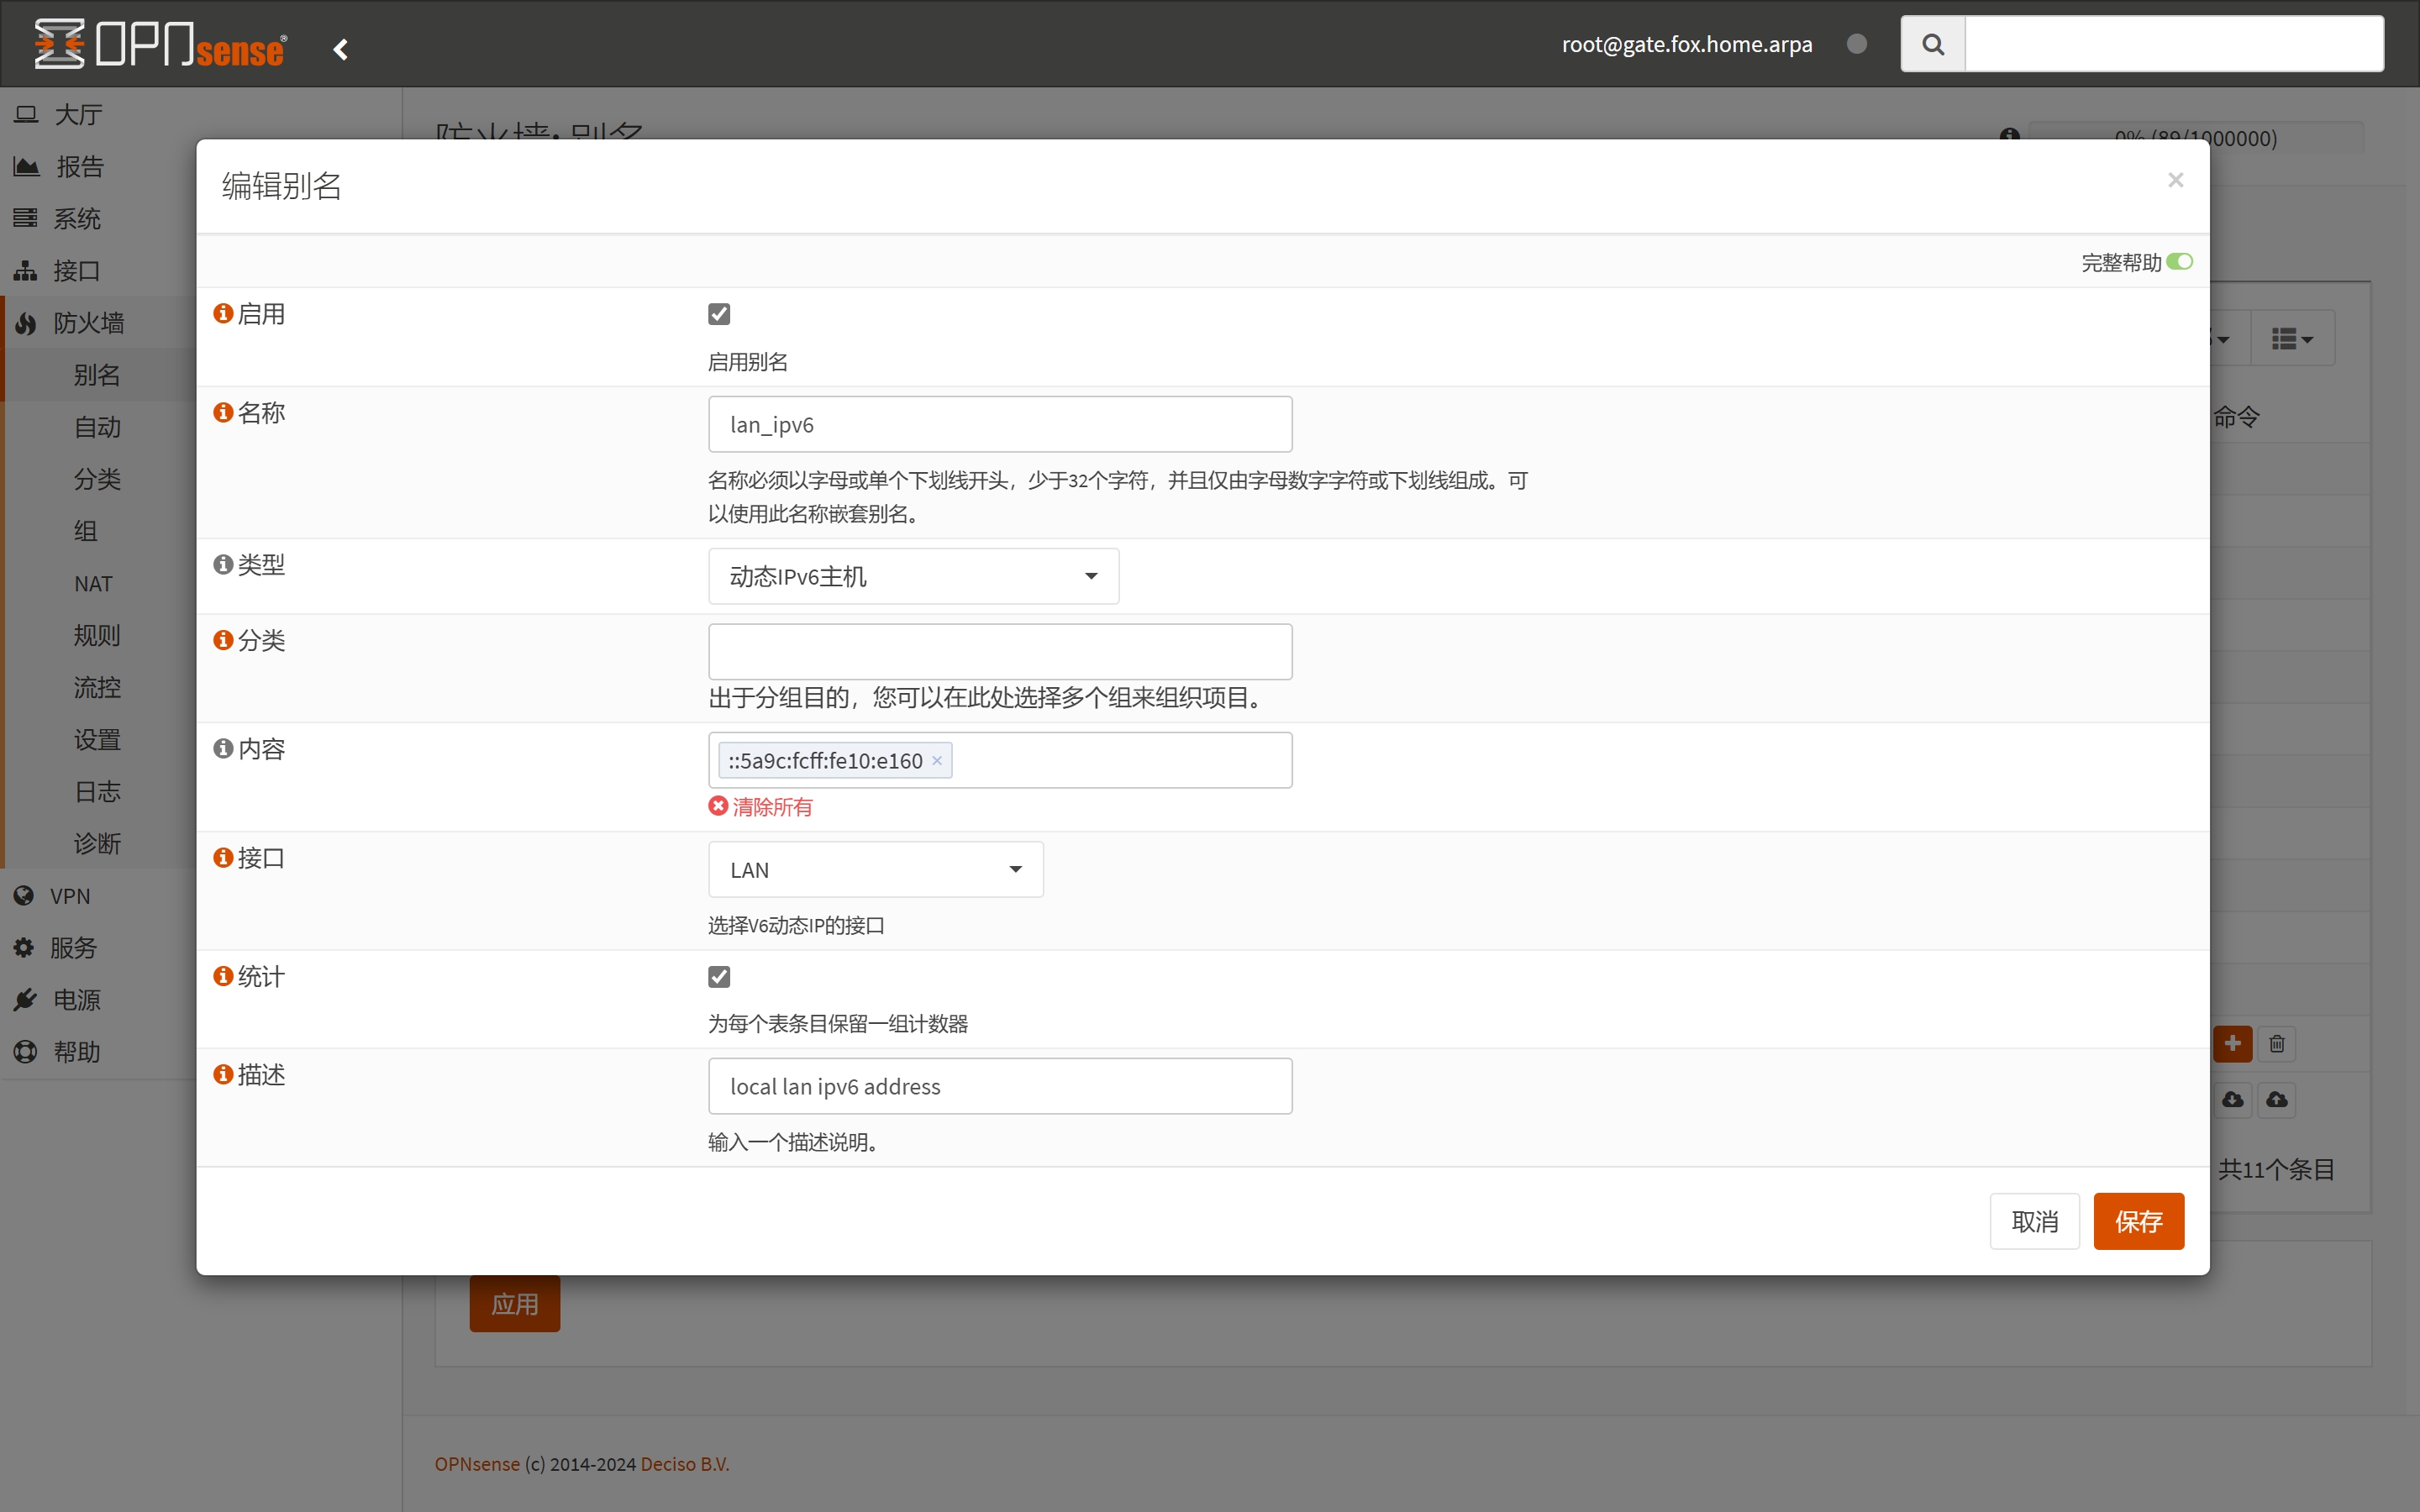 OPNsense®
root@gate.fox.home.arpa
大厅
报告
系统
接口
防火墙
别名
自动
分类
组
NAT
规则
流控
设置
日志
诊断
VPN
服务
电源
帮助
防火墙: 别名
0% (89/1000000)
编辑别名
×
完整帮助
启用
启用别名
名称
lan_ipv6
名称必须以字母或单个下划线开头，少于32个字符，并且仅由字母数字字符或下划线组成。可
以使用此名称嵌套别名。
类型
动态IPv6主机
分类
出于分组目的，您可以在此处选择多个组来组织项目。
内容
::5a9c:fcff:fe10:e160 ×
清除所有
接口
LAN
选择V6动态IP的接口
统计
为每个表条目保留一组计数器
描述
local lan ipv6 address
输入一个描述说明。
取消
保存
命令
共11个条目
应用
OPNsense (c) 2014-2024 Deciso B.V.